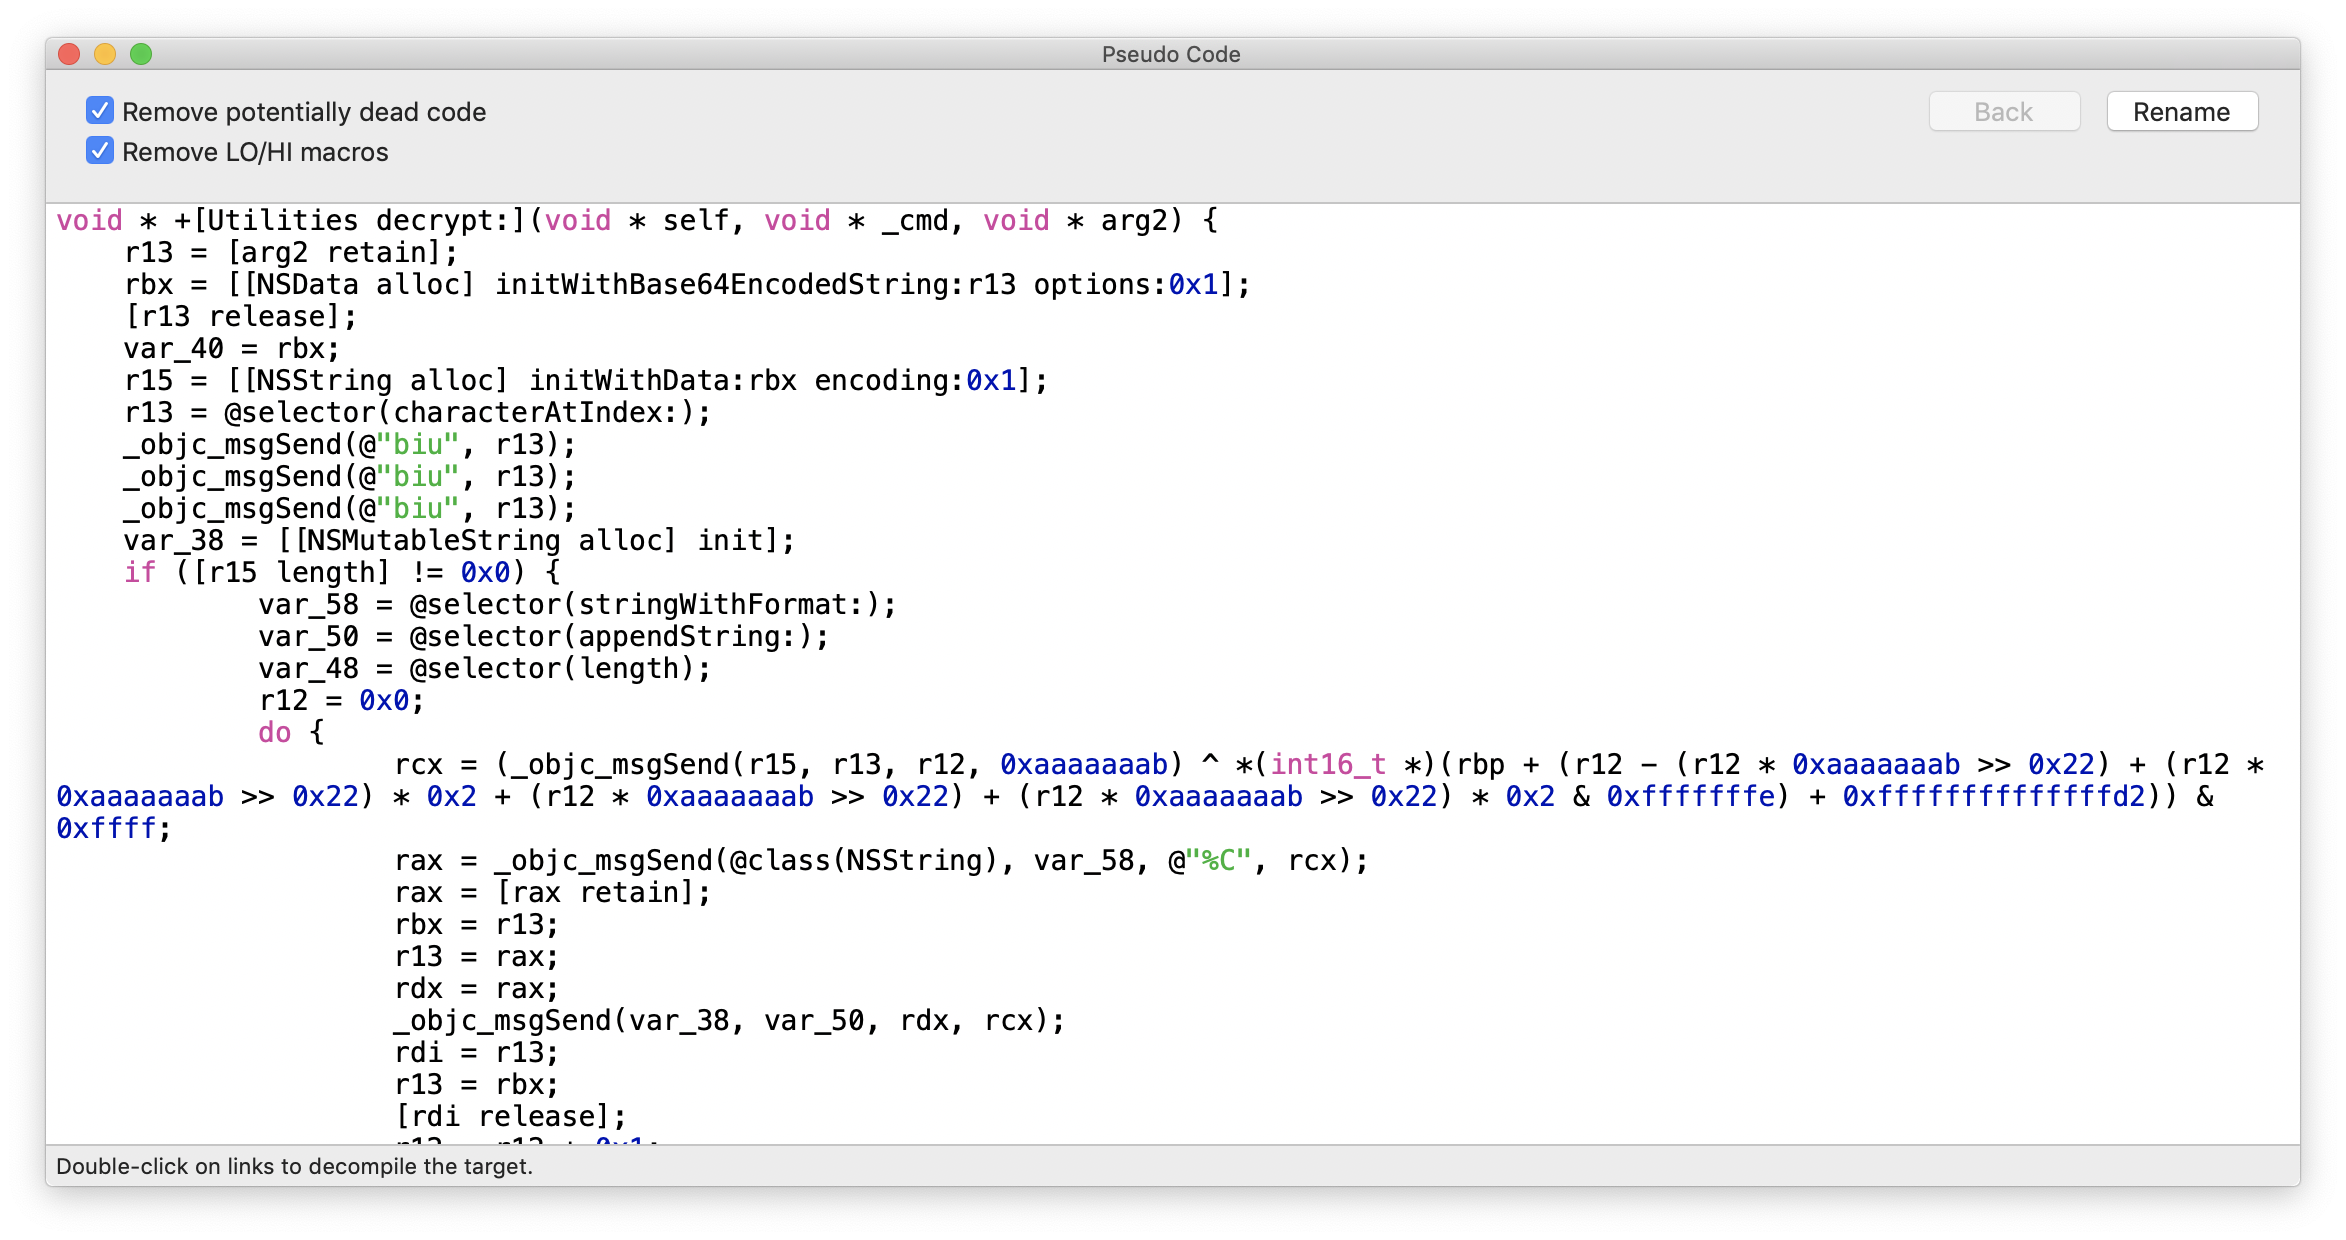 Pseudo Code
Remove potentially dead code
Back
Rename
Remove LO/HI macros
void * +[Utilities decrypt:](void * self, void * _cmd, void * arg2) {
r13 = [arg2 retain];
rbx = [[NSData alloc] initWithBase64EncodedString:r13 options:0x1];
[r13 release];
var_40 = rbx;
r15 = [[NSString alloc] initWithData:rbx encoding:0x1];
r13 = @selector(characterAtIndex:);
_objc_msgSend(@"biu", r13);
_objc_msgSend(@"biu", r13);
_objc_msgSend(@"biu", r13);
var_38 = [[NSMutableString alloc] init];
if ([r15 length] != 0x0) {
var_58 = @selector(stringWithFormat:);
var_50 = @selector(appendString:);
var_48 = @selector(length);
r12 = 0x0;
do {
rcx = (_objc_msgSend(r15, r13, r12, 0xaaaaaaab) ^ *(int16_t *)(rbp + (r12 - (r12 * 0xaaaaaaab >> 0x22) + (r12 *
0xaaaaaaab >> 0x22) * 0x2 + (r12 * 0xaaaaaaab >> 0x22) + (r12 * 0xaaaaaaab >> 0x22) * 0x2 & 0xfffffffe) + 0xffffffffffffffd2)) &
0xffff;
rax = _objc_msgSend(@class(NSString), var_58, @"%C", rcx);
rax = [rax retain];
rbx = r13;
r13 = rax;
rdx = rax;
_objc_msgSend(var_38, var_50, rdx, rcx);
rdi = r13;
r13 = rbx;
[rdi release];
r12 = r12 + 0x1;
Double-click on links to decompile the target.